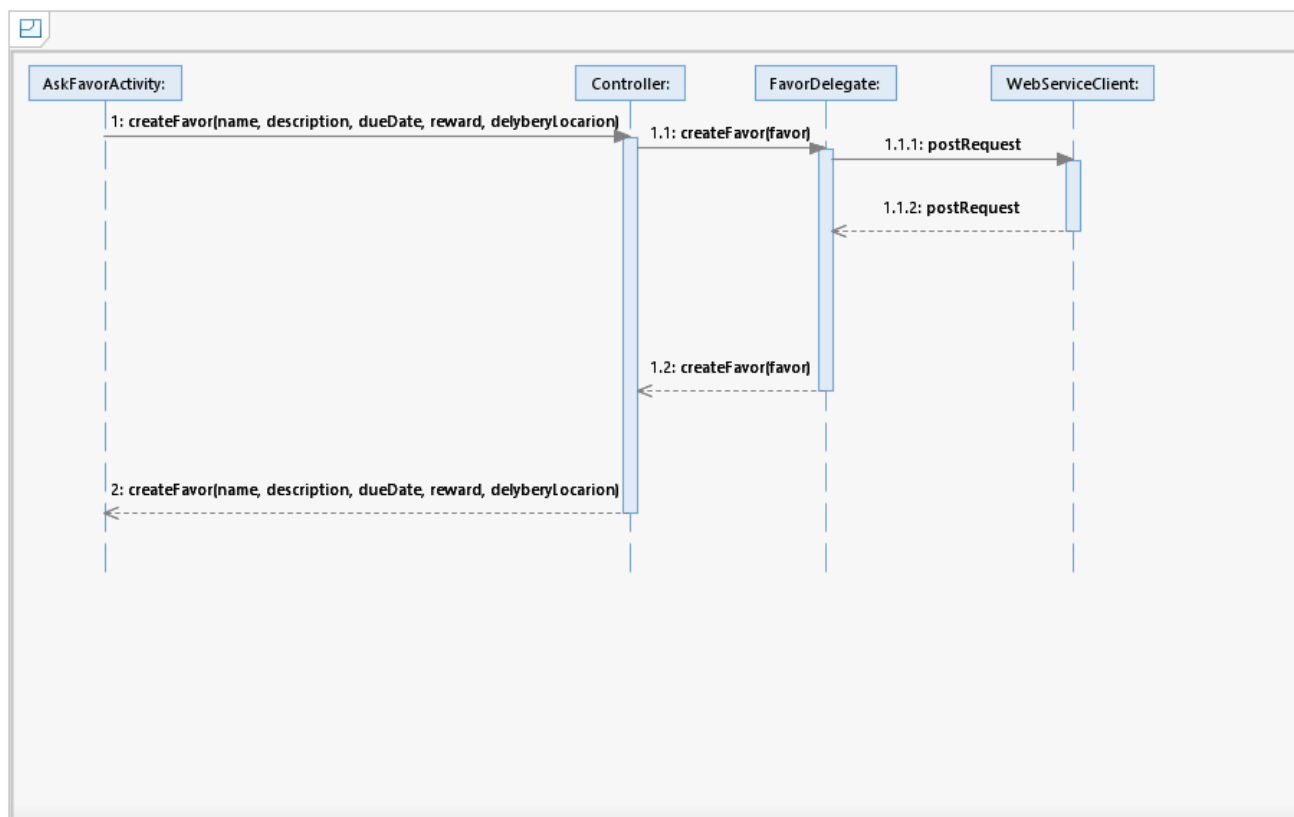 AskFavorActivity:
Controller:
FavorDelegate:
WebServiceClient:
1: createFavor(name, description, dueDate, reward, delyberyLocarion)
1.1: createFavor(favor)
1.1.1: postRequest
1.1.2: postRequest
1.2: createFavor(favor)
2: createFavor(name, description, dueDate, reward, delyberyLocarion)